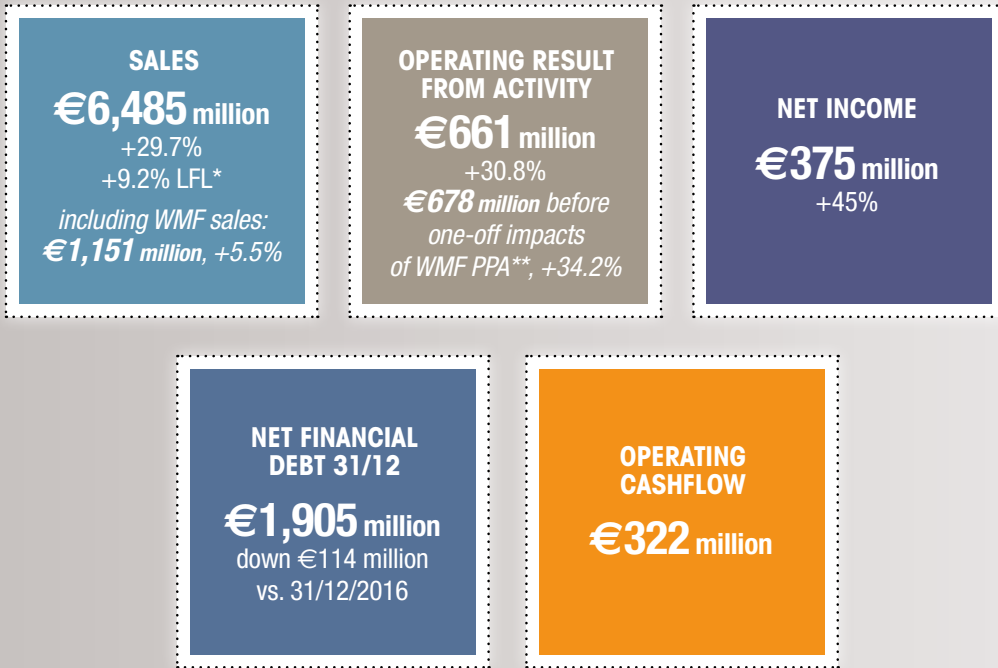 SALES
€6,485 million
+29.7%
+9.2% LFL*
including WMF sales:
€1,151 million, +5.5%
OPERATING RESULT
FROM ACTIVITY
€661 million
+30.8%
€678 million before
one-off impacts
of WMF PPA**, +34.2%
NET INCOME
€375 million
+45%
NET FINANCIAL
DEBT 31/12
€1,905 million
down €114 million
vs. 31/12/2016
OPERATING
CASHFLOW
€322 million